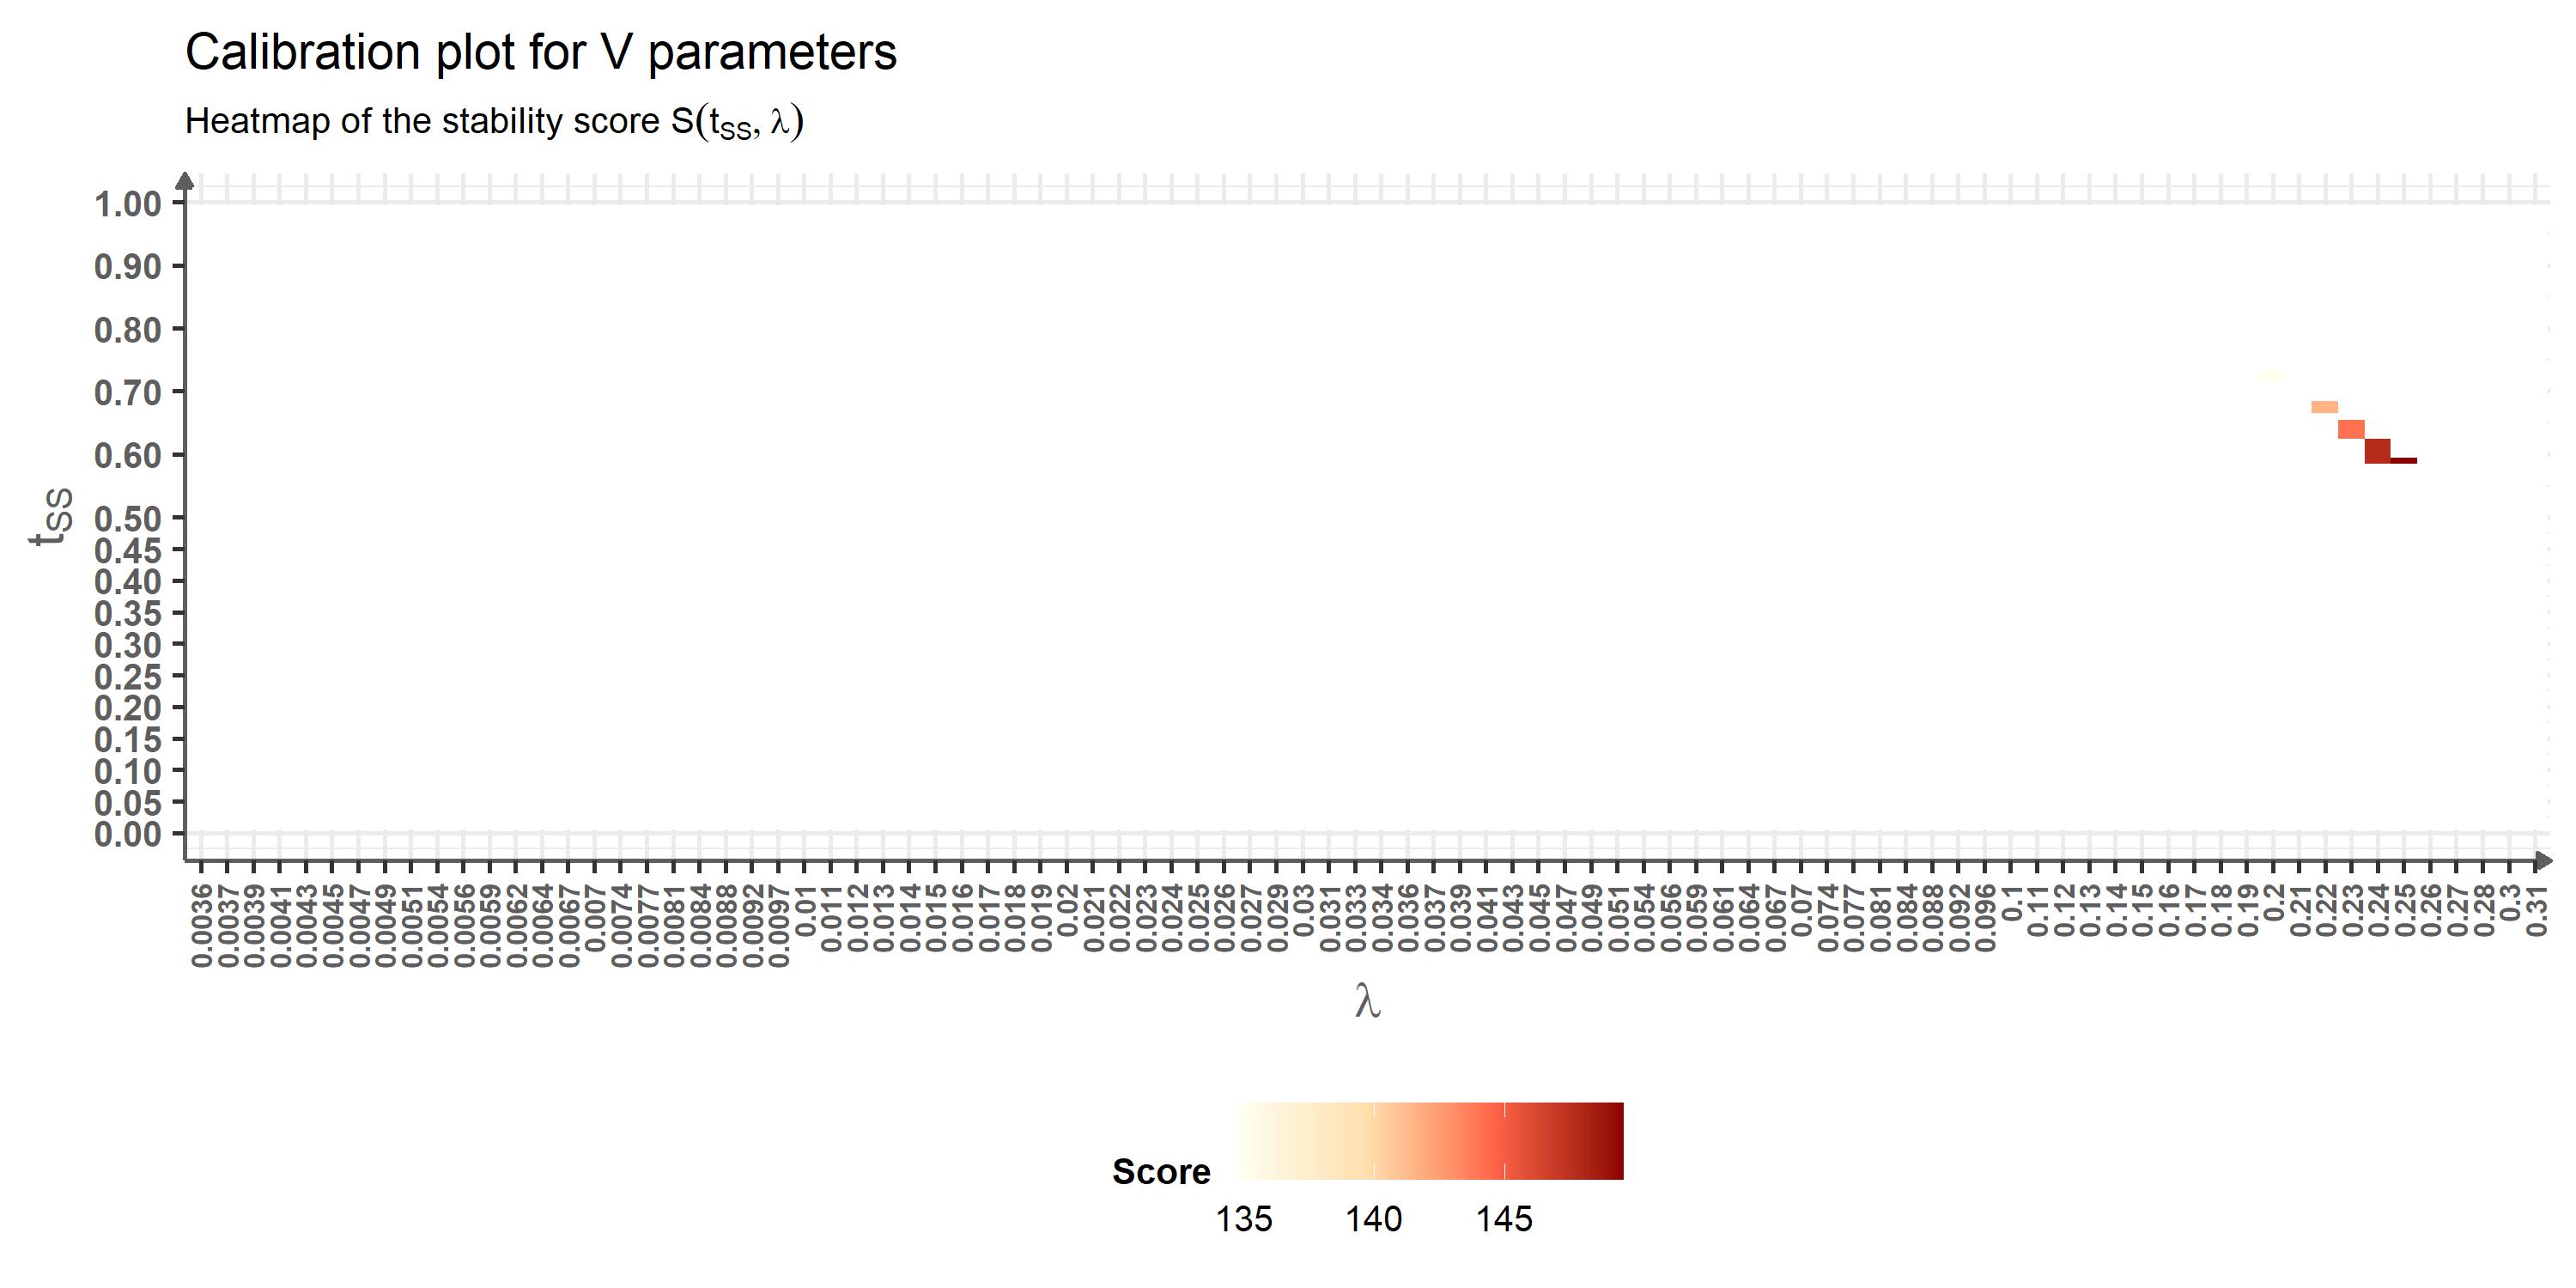 Calibration plot for V parameters
Heatmap of the stability score S(tSS, λ)
1.00
0.90
0.80
0.70
0.60
0.50
0.45
0.40
0.35
0.30
0.25
0.20
0.15
0.10
0.05
0.00
tSS
0.0036 0.0037 0.0039 0.0041 0.0043 0.0045 0.0047 0.0049 0.0051 0.0054 0.0056 0.0059 0.0062 0.0064 0.0067 0.007 0.0074 0.0077 0.0081 0.0084 0.0088 0.0092 0.0097 0.01 0.011 0.012 0.013 0.014 0.015 0.016 0.017 0.018 0.019 0.02 0.021 0.022 0.023 0.024 0.025 0.026 0.027 0.029 0.03 0.031 0.033 0.034 0.036 0.037 0.039 0.041 0.043 0.045 0.047 0.049 0.051 0.054 0.056 0.059 0.061 0.064 0.067 0.07 0.074 0.077 0.081 0.084 0.088 0.092 0.096 0.1 0.11 0.12 0.13 0.14 0.15 0.16 0.17 0.18 0.19 0.2 0.21 0.22 0.23 0.24 0.25 0.26 0.27 0.28 0.3 0.31
λ
Score
135 140 145